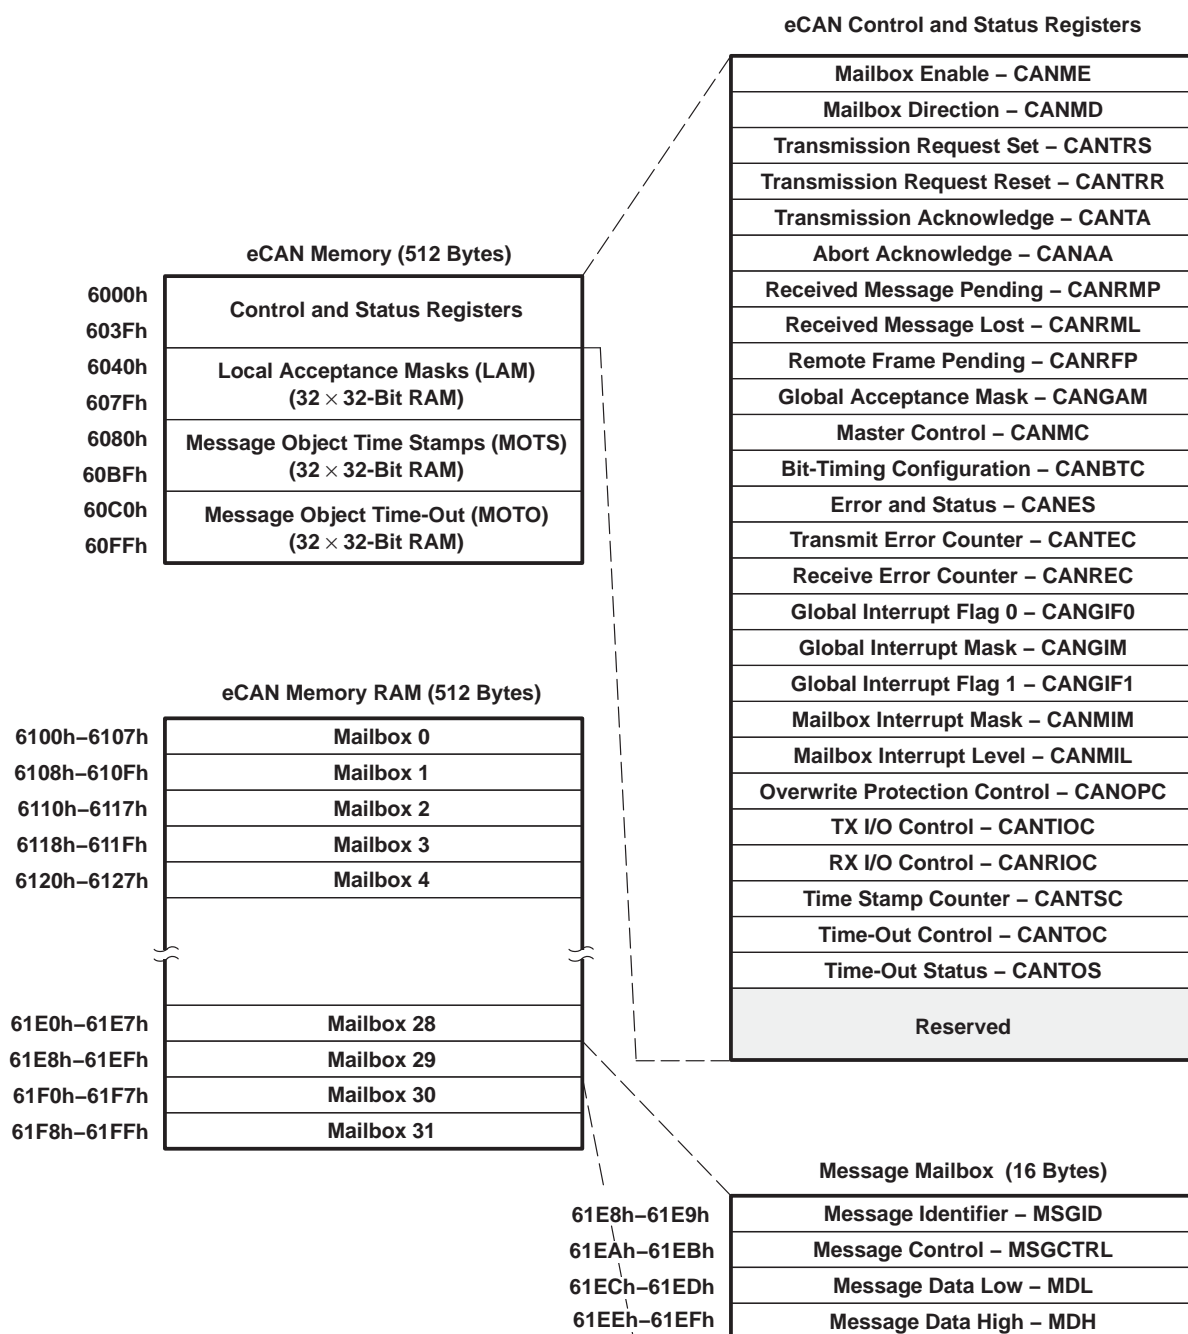 eCAN Control and Status Registers
Mailbox Enable – CANME
Mailbox Direction – CANMD
Transmission Request Set – CANTRS
Transmission Request Reset – CANTRR
Transmission Acknowledge – CANTA
Abort Acknowledge – CANAA
Received Message Pending – CANRMP
Received Message Lost – CANRML
Remote Frame Pending – CANRFP
Global Acceptance Mask – CANGAM
Master Control – CANMC
Bit-Timing Configuration – CANBTC
Error and Status – CANES
Transmit Error Counter – CANTEC
Receive Error Counter – CANREC
Global Interrupt Flag 0 – CANGIF0
Global Interrupt Mask – CANGIM
Global Interrupt Flag 1 – CANGIF1
Mailbox Interrupt Mask – CANMIM
Mailbox Interrupt Level – CANMIL
Overwrite Protection Control – CANOPC
TX I/O Control – CANTIOC
RX I/O Control – CANRIOC
Time Stamp Counter – CANTSC
Time-Out Control – CANTOC
Time-Out Status – CANTOS
Reserved
eCAN Memory (512 Bytes)
6000h
Control and Status Registers
603Fh
6040h
Local Acceptance Masks (LAM)
(32 × 32-Bit RAM)
607Fh
6080h
Message Object Time Stamps (MOTS)
(32 × 32-Bit RAM)
60BFh
60C0h
Message Object Time-Out (MOTO)
(32 × 32-Bit RAM)
60FFh
eCAN Memory RAM (512 Bytes)
6100h–6107h Mailbox 0
6108h–610Fh Mailbox 1
6110h–6117h Mailbox 2
6118h–611Fh Mailbox 3
6120h–6127h Mailbox 4
61E0h–61E7h Mailbox 28
61E8h–61EFh Mailbox 29
61F0h–61F7h Mailbox 30
61F8h–61FFh Mailbox 31
Message Mailbox (16 Bytes)
61E8h–61E9h Message Identifier – MSGID
61EAh–61EBh Message Control – MSGCTRL
61ECh–61EDh Message Data Low – MDL
61EEh–61EFh Message Data High – MDH